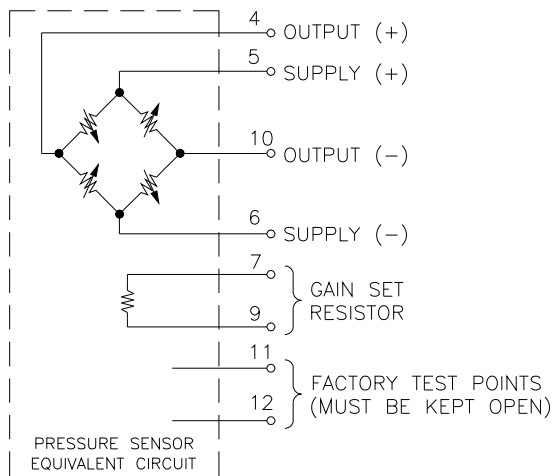 4 OUTPUT (+)
5 SUPPLY (+)
10 OUTPUT (–)
6 SUPPLY (–)
7
GAIN SET
RESISTOR
9
11
FACTORY TEST POINTS
(MUST BE KEPT OPEN)
12
PRESSURE SENSOR
EQUIVALENT CIRCUIT